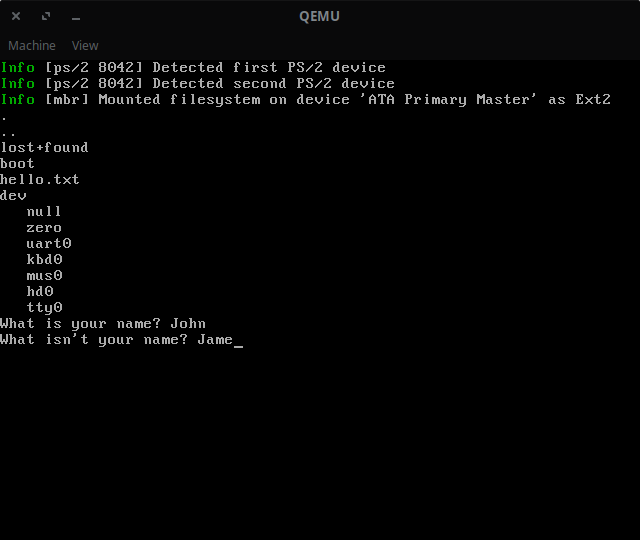 QEMU
Machine View
Info [ps/2 8042] Detected first PS/2 device
Info [ps/2 8042] Detected second PS/2 device
Info [mbr] Mounted filesystem on device 'ATA Primary Master' as Ext2
.
..
lost+found
boot
hello.txt
dev
   null
   zero
   uart0
   kbd0
   mus0
   hd0
   tty0
What is your name? John
What isn't your name? Jame_